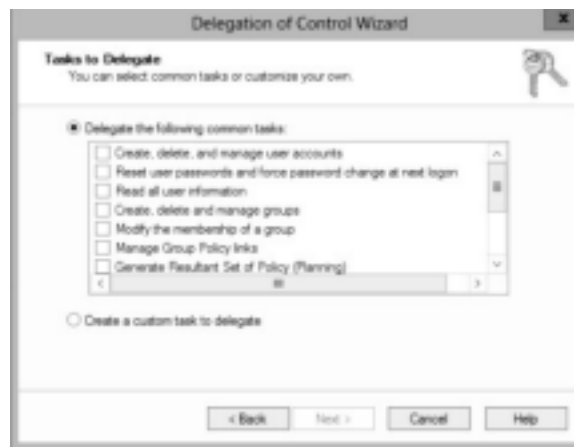 Delegation of Control Wizard
x
Tasks to Delegate
You can select common tasks or customize your own.
Delegate the following common tasks:
Create, delete, and manage user accounts
Reset user passwords and force password change at next logon
Read all user information
Create, delete and manage groups
Modify the membership of a group
Manage Group Policy links
Generate Resultant Set of Policy (Planning)
Create a custom task to delegate
< Back
Next >
Cancel
Help